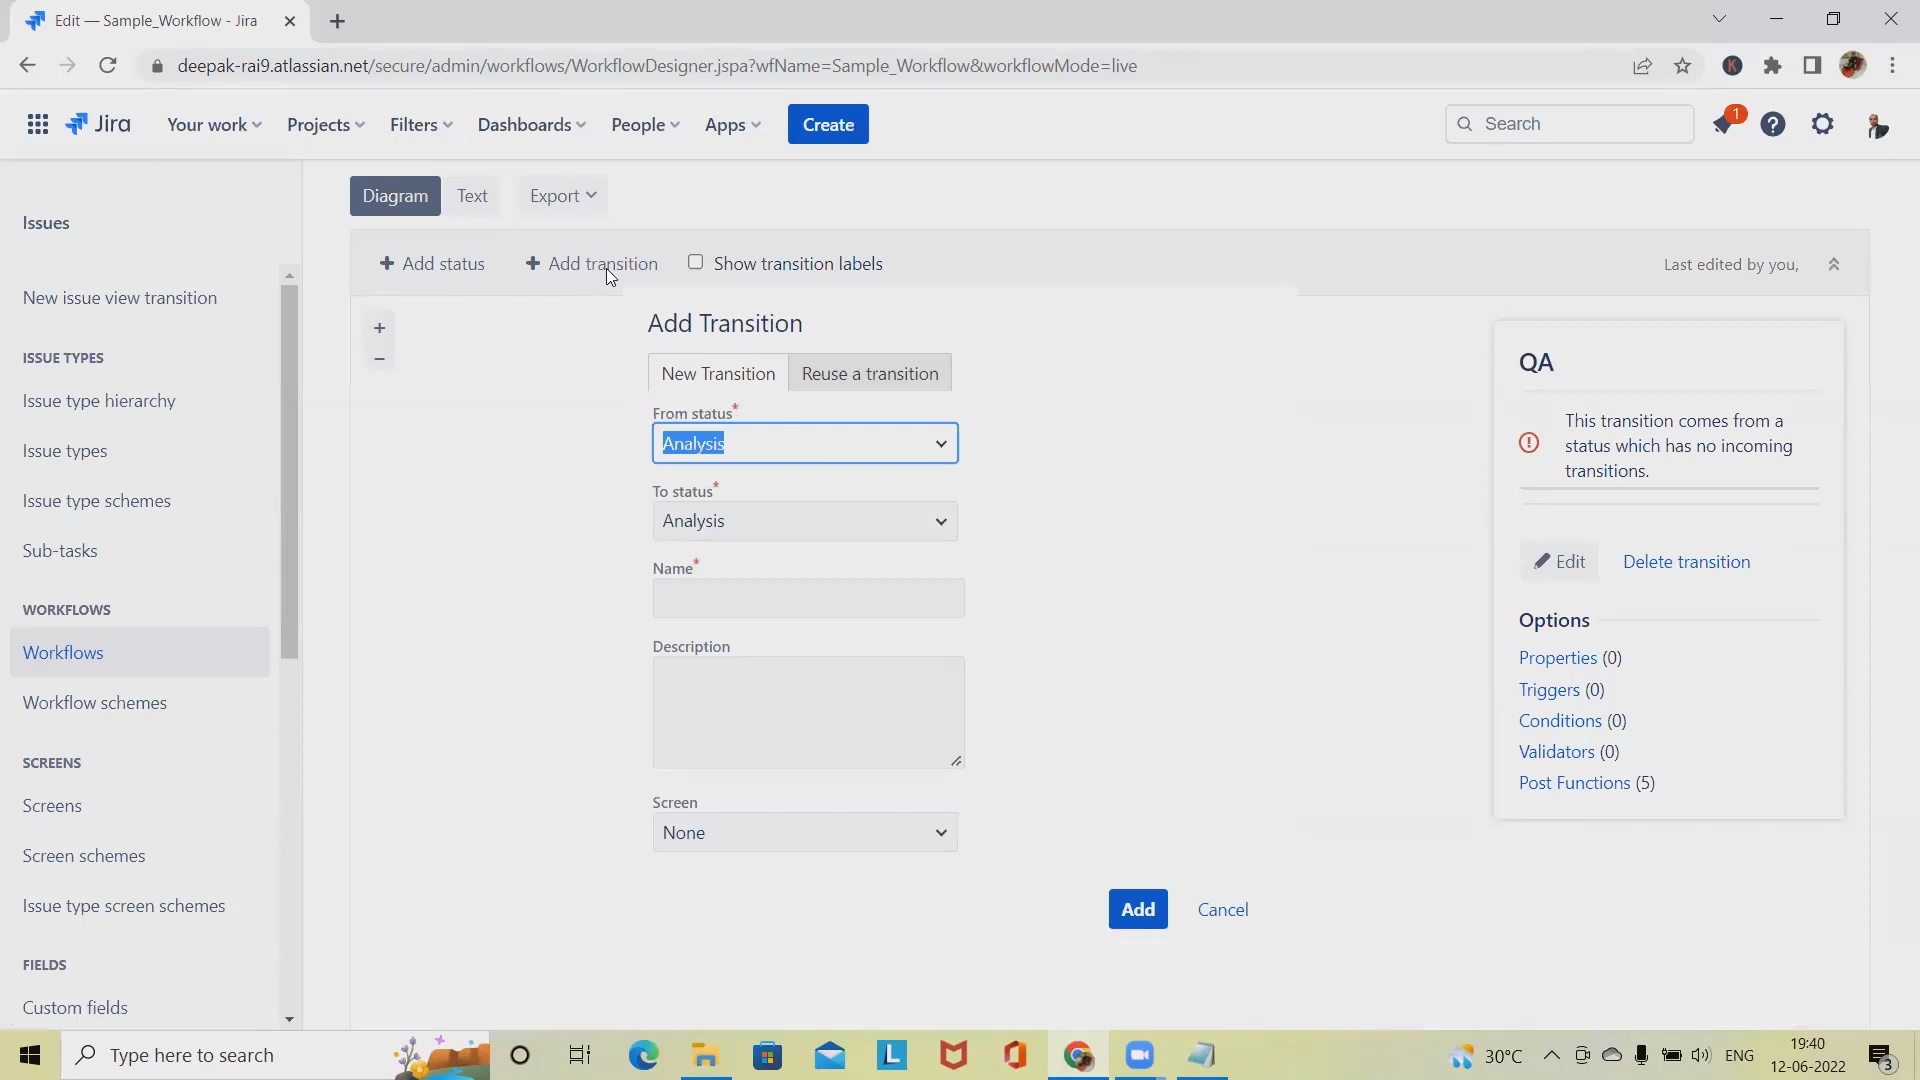 Edit — Sample_Workflow - Jira
deepak-rai9.atlassian.net/secure/admin/workflows/WorkflowDesigner.jspa?wfName=Sample_Workflow&workflowMode=live
K
Jira
Your work
Projects
Filters
Dashboards
People
Apps
Create
Search
1
Issues
New issue view transition
ISSUE TYPES
Issue type hierarchy
Issue types
Issue type schemes
Sub-tasks
WORKFLOWS
Workflows
Workflow schemes
SCREENS
Screens
Screen schemes
Issue type screen schemes
FIELDS
Custom fields
Diagram
Text
Export
+ Add status
+ Add transition
Show transition labels
Last edited by you,
+
−
Add Transition
New Transition
Reuse a transition
From status*
Analysis
To status*
Analysis
Name*
Description
Screen
None
Add
Cancel
QA
This transition comes from a
status which has no incoming
transitions.
Edit
Delete transition
Options
Properties (0)
Triggers (0)
Conditions (0)
Validators (0)
Post Functions (5)
Type here to search
L
30°C
ENG
19:40
12-06-2022
3